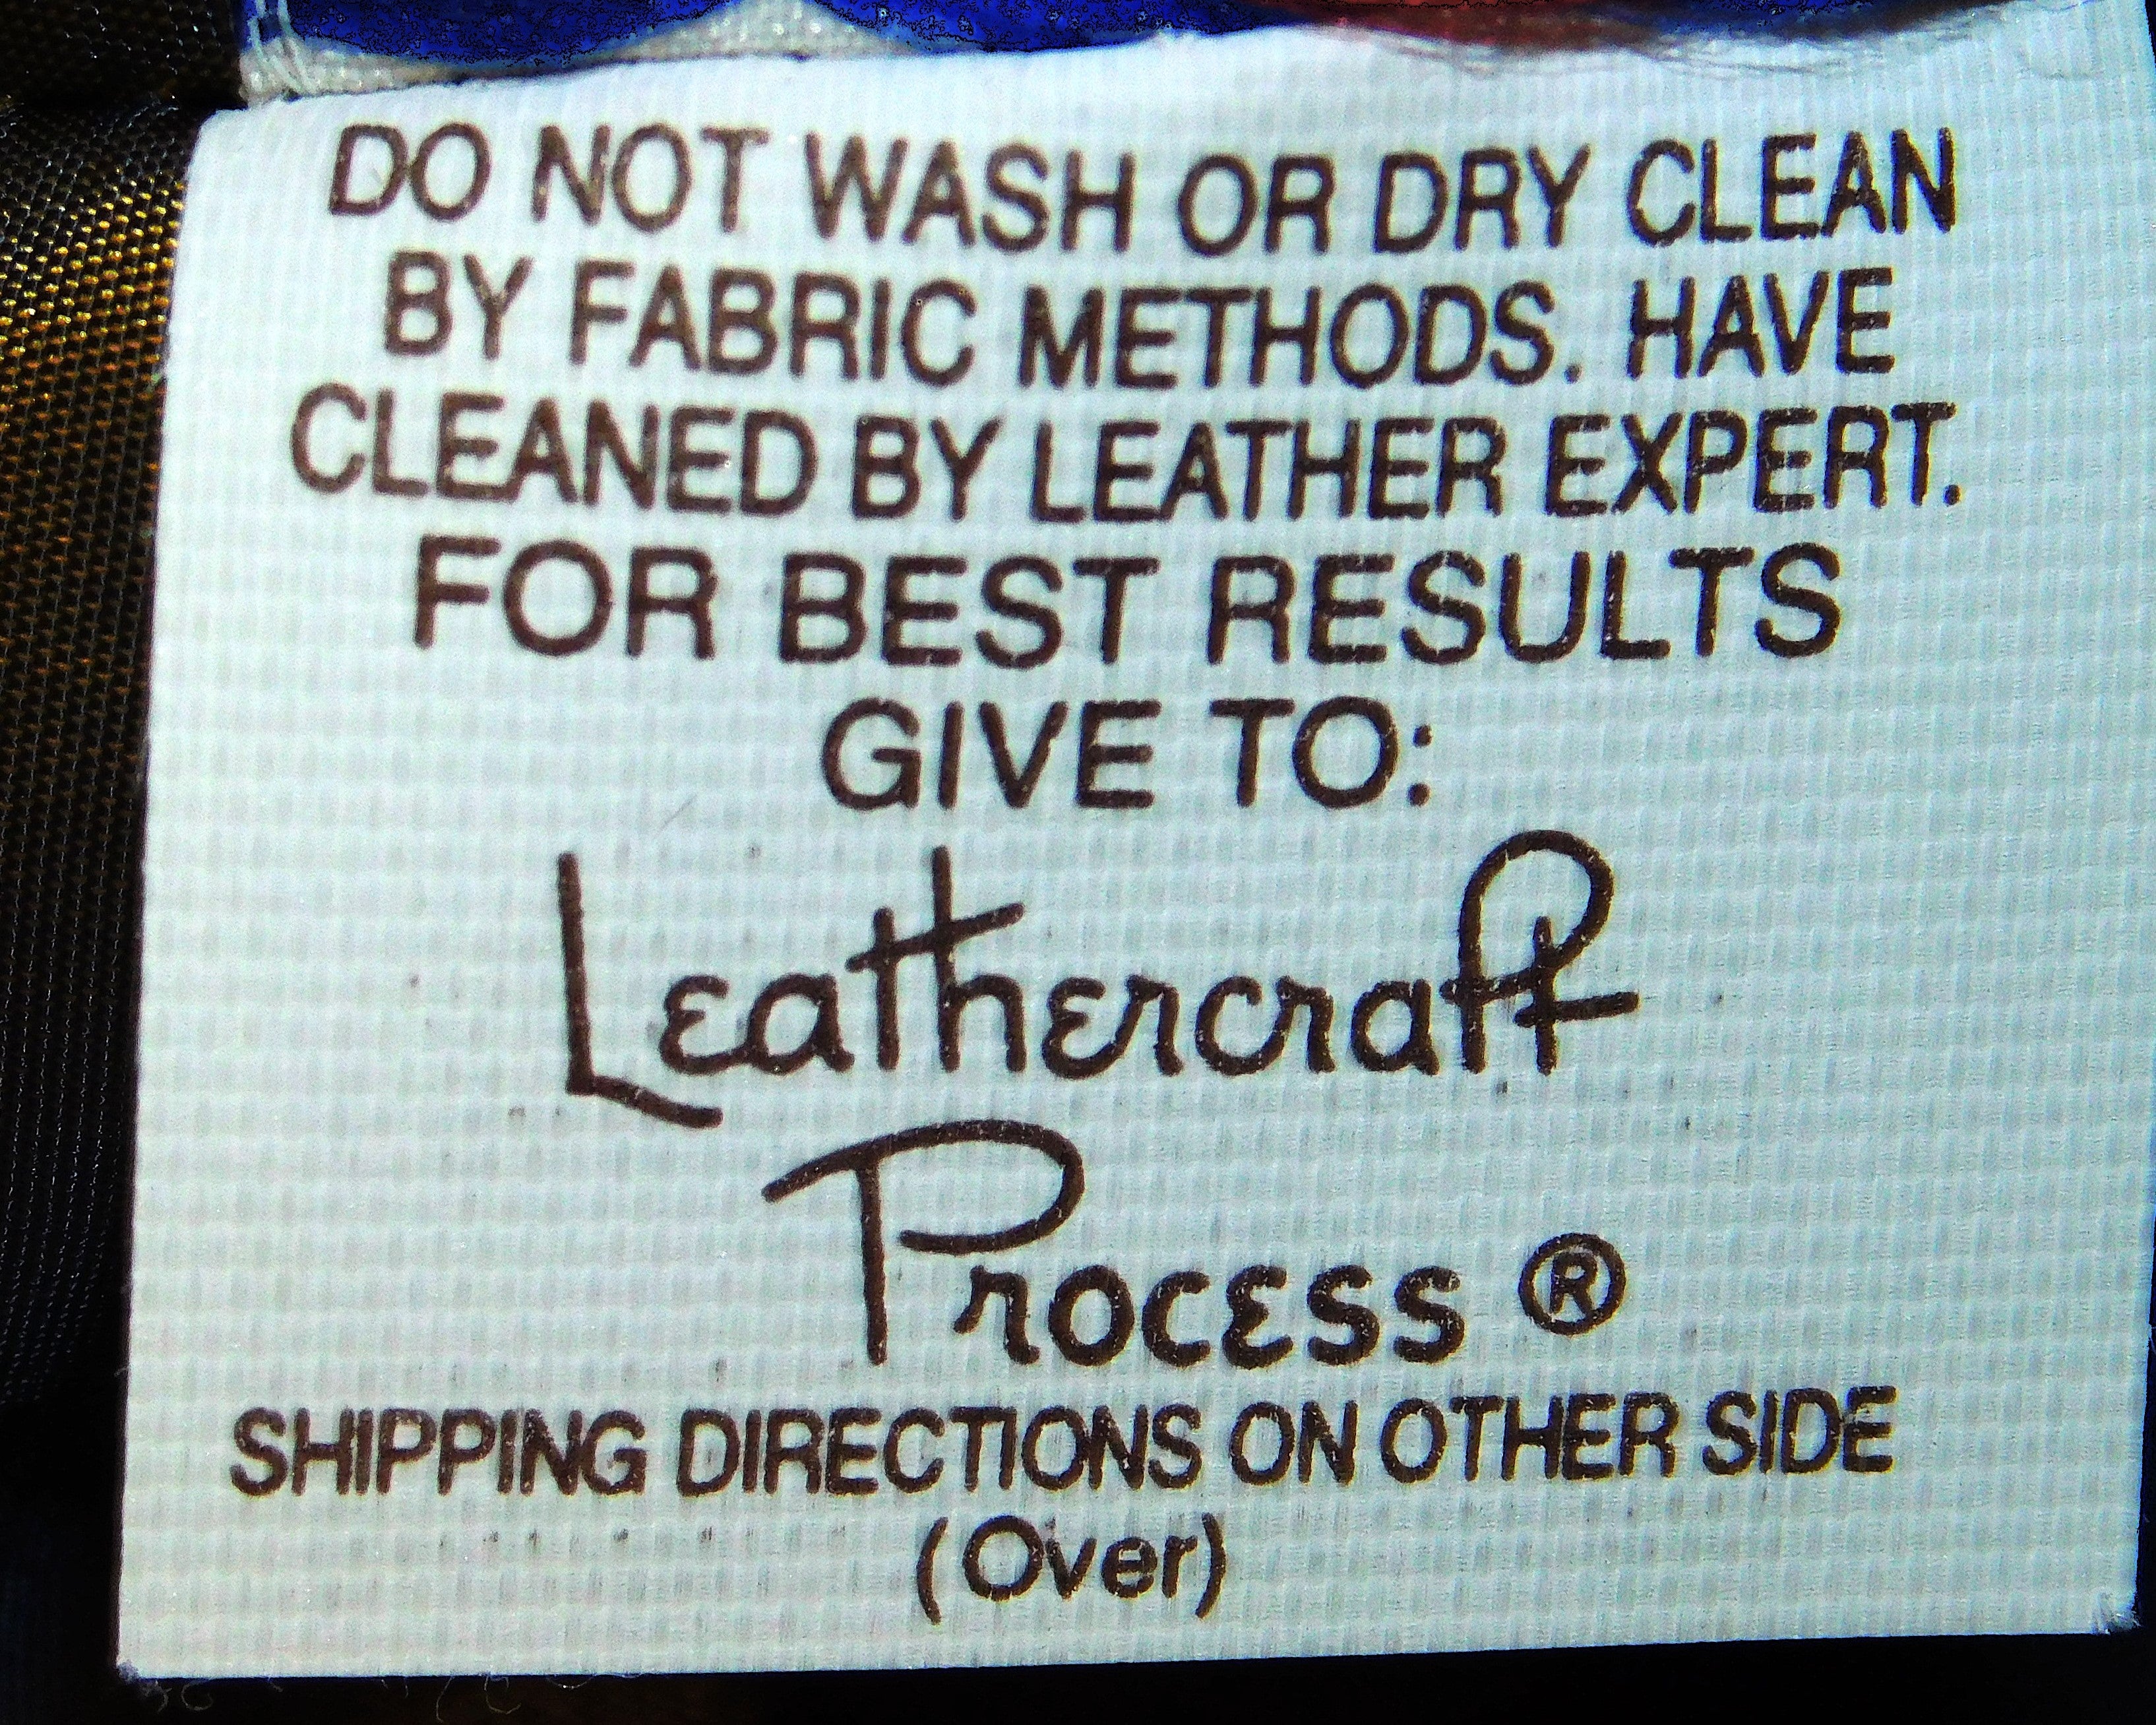 DO NOT WASH OR DRY CLEAN
BY FABRIC METHODS. HAVE
CLEANED BY LEATHER EXPERT.
FOR BEST RESULTS
GIVE TO:
Leathercraft
Process ®
SHIPPING DIRECTIONS ON OTHER SIDE
(Over)